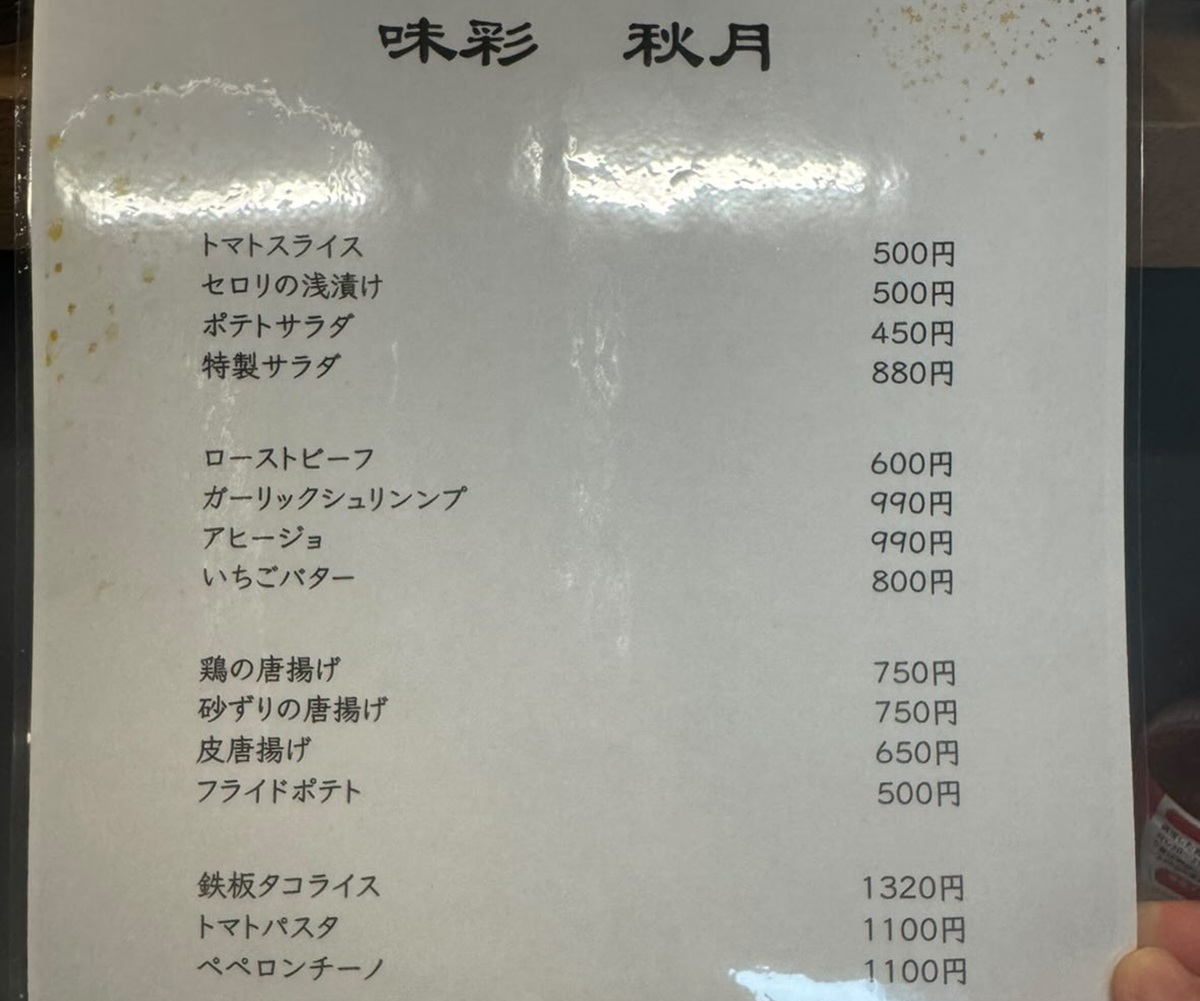 味彩 秋月
トマトスライス 500円
セロリの浅漬け 500円
ポテトサラダ 450円
特製サラダ 880円
ローストビーフ 600円
ガーリックシュリンンプ 990円
アヒージョ 990円
いちごバター 800円
鶏の唐揚げ 750円
砂ずりの唐揚げ 750円
皮唐揚げ 650円
フライドポテト 500円
鉄板タコライス 1320円
トマトパスタ 1100円
ペペロンチーノ 1100円